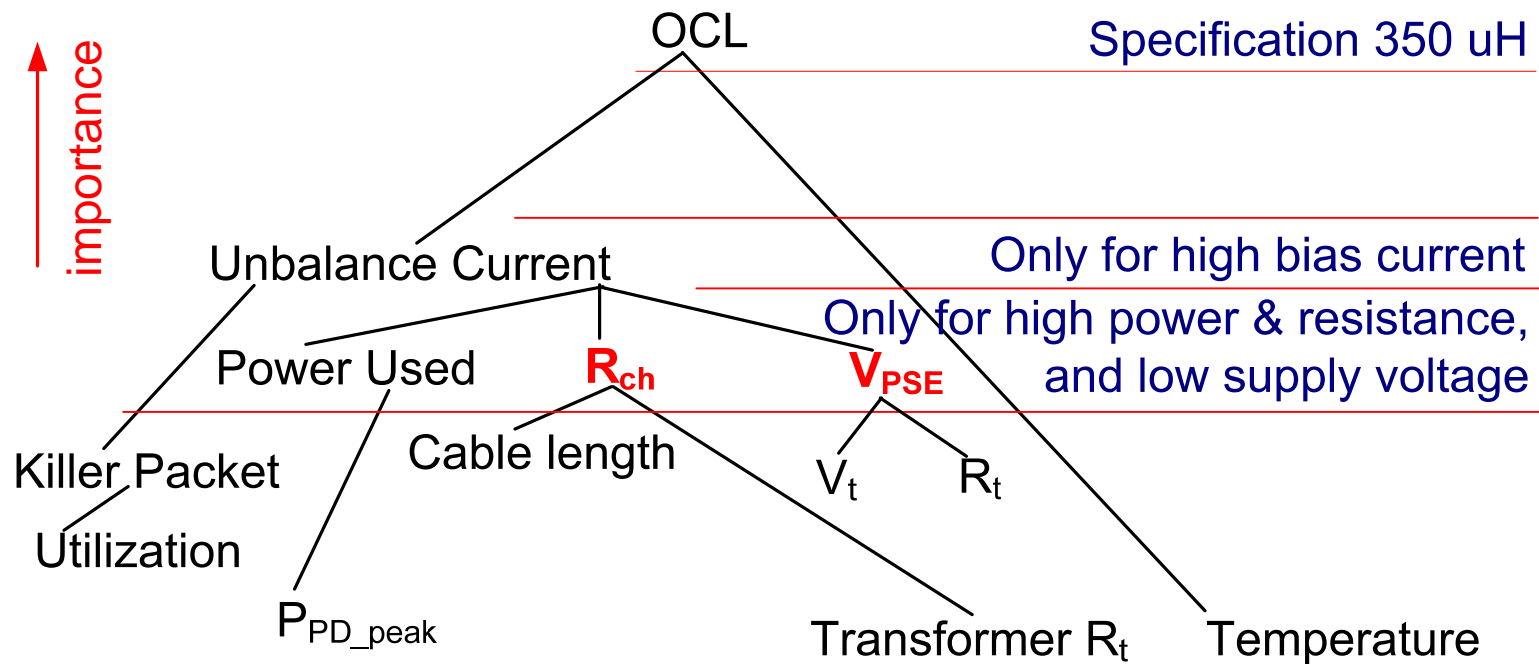 OCL
Specification 350 uH
importance
Unbalance Current
Only for high bias current
Only for high power & resistance,
and low supply voltage
Power Used
Rch
VPSE
Killer Packet
Cable length
Vt
Rt
Utilization
PPD_peak
Transformer Rt
Temperature